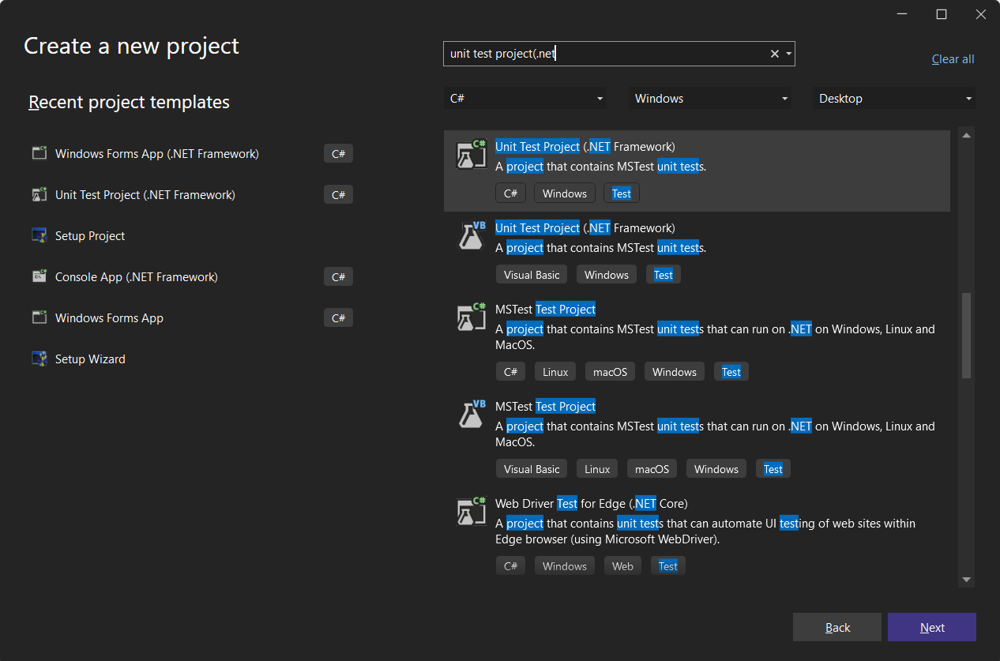 Create a new project
Recent project templates
Windows Forms App (.NET Framework) C#
Unit Test Project (.NET Framework) C#
Setup Project
Console App (.NET Framework) C#
Windows Forms App C#
Setup Wizard
unit test project(.net
Clear all
C# Windows Desktop
C#
Unit Test Project (.NET Framework)
A project that contains MSTest unit tests.
C# Windows Test
VB
Unit Test Project (.NET Framework)
A project that contains MSTest unit tests.
Visual Basic Windows Test
C#
MSTest Test Project
A project that contains MSTest unit tests that can run on .NET on Windows, Linux and
MacOS.
C# Linux macOS Windows Test
VB
MSTest Test Project
A project that contains MSTest unit tests that can run on .NET on Windows, Linux and
MacOS.
Visual Basic Linux macOS Windows Test
C#
Web Driver Test for Edge (.NET Core)
A project that contains unit tests that can automate UI testing of web sites within
Edge browser (using Microsoft WebDriver).
C# Windows Web Test
Back Next